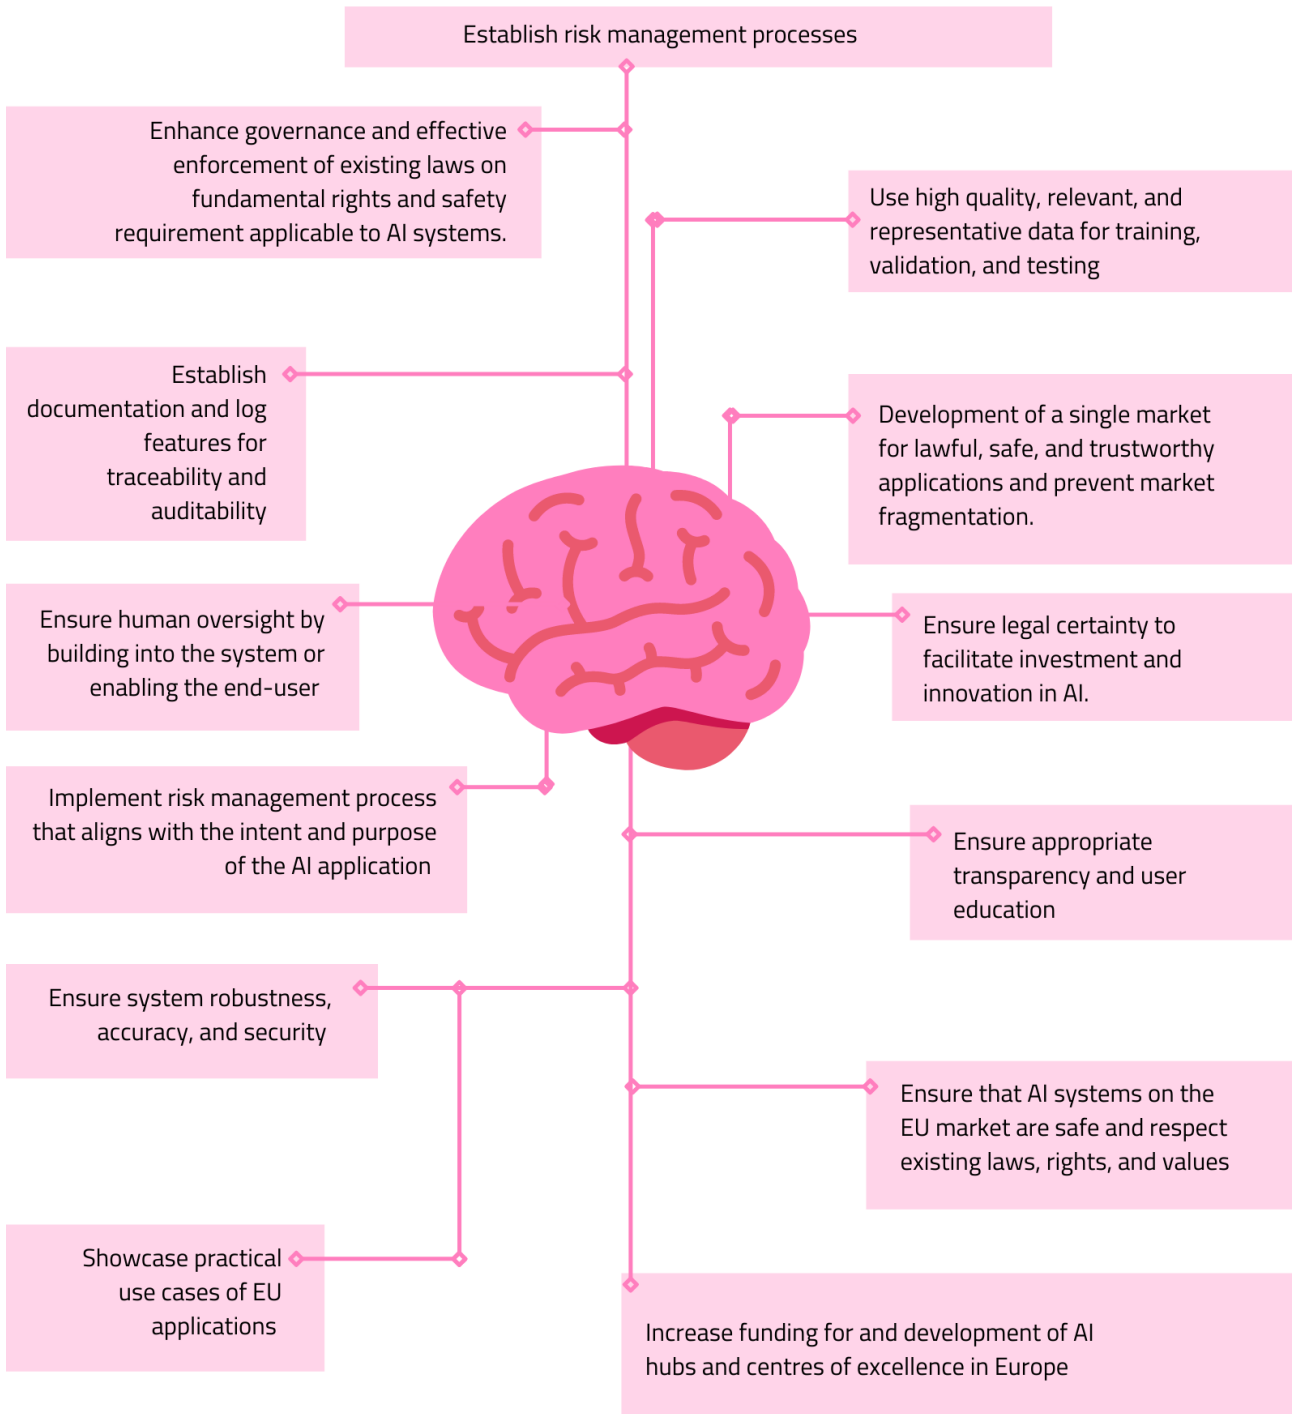 Establish risk management processes
Enhance governance and effective
enforcement of existing laws on
fundamental rights and safety
requirement applicable to AI systems.
Use high quality, relevant, and
representative data for training,
validation, and testing
Establish
documentation and log
features for
traceability and
auditability
Development of a single market
for lawful, safe, and trustworthy
applications and prevent market
fragmentation.
Ensure human oversight by
building into the system or
enabling the end-user
Ensure legal certainty to
facilitate investment and
innovation in AI.
Implement risk management process
that aligns with the intent and purpose
of the AI application
Ensure appropriate
transparency and user
education
Ensure system robustness,
accuracy, and security
Ensure that AI systems on the
EU market are safe and respect
existing laws, rights, and values
Showcase practical
use cases of EU
applications
Increase funding for and development of AI
hubs and centres of excellence in Europe